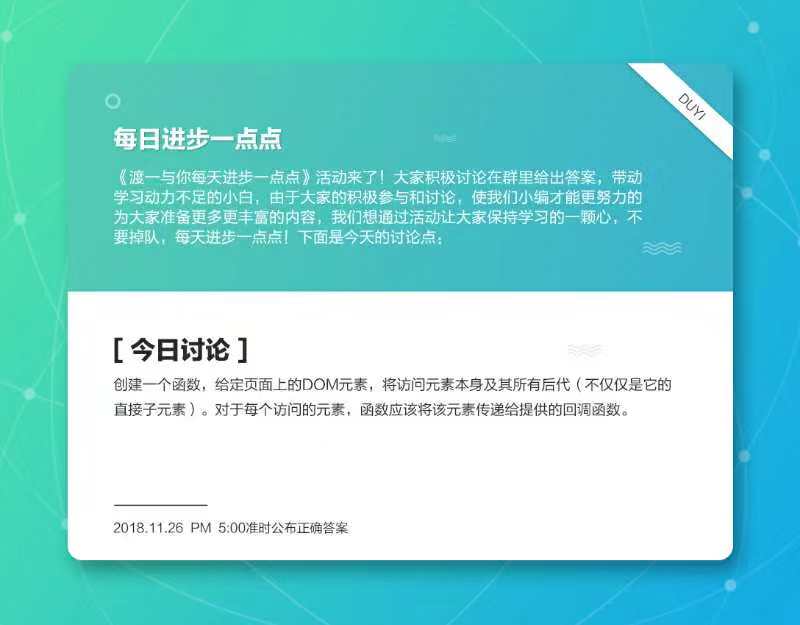 DUYI
每日进步一点点
《渡一与你每天进步一点点》活动来了！大家积极讨论在群里给出答案，带动
学习动力不足的小白，由于大家的积极参与和讨论，使我们小编才能更努力的
为大家准备更多更丰富的内容，我们想通过活动让大家保持学习的一颗心，不
要掉队，每天进步一点点！下面是今天的讨论点；
[ 今日讨论 ]
创建一个函数，给定页面上的DOM元素，将访问元素本身及其所有后代（不仅仅是它的
直接子元素）。对于每个访问的元素，函数应该将该元素传递给提供的回调函数。
2018.11.26 PM 5:00准时公布正确答案